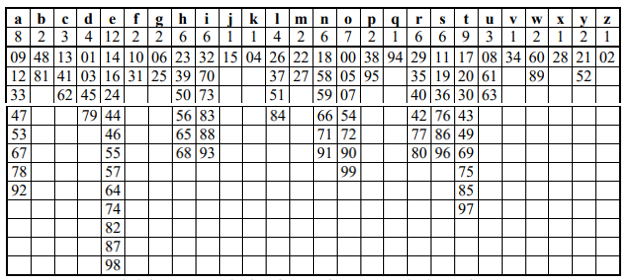 a b c d e f g h i j k l m n o p q r s t u v w x y z
8 2 3 4 12 2 2 6 6 1 1 4 2 6 7 2 1 6 6 9 3 1 2 1 2 1
09 48 13 01 14 10 06 23 32 15 04 26 22 18 00 38 94 29 11 17 08 34 60 28 21 02
12 81 41 03 16 31 25 39 70 37 27 58 05 95 35 19 20 61 89 52
33 62 45 24 50 73 51 59 07 40 36 30 63
47 79 44 56 83 84 66 54 42 76 43
53 46 65 88 71 72 77 86 49
67 55 68 93 91 90 80 96 69
78 57 99 75
92 64 85
74 97
82
87
98